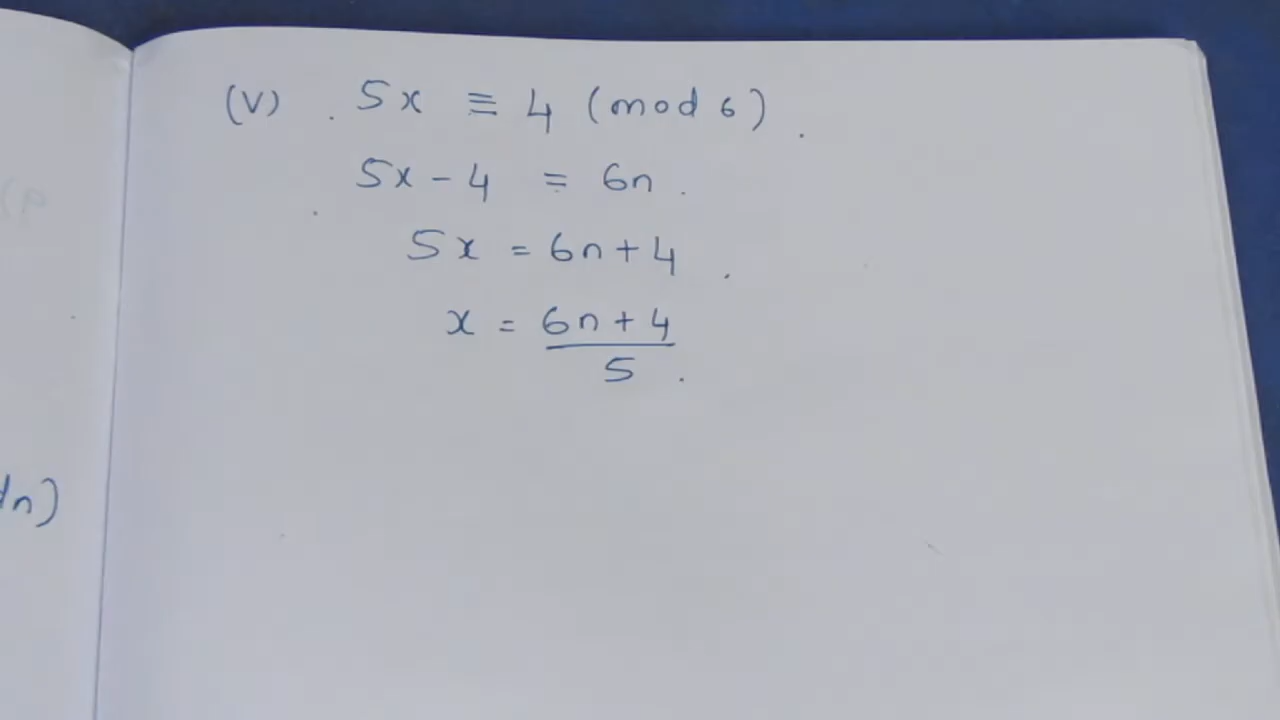 (V) 5x ≡ 4 (mod 6)
5x - 4 = 6n
5x = 6n + 4
x = 6n + 4
5
n)